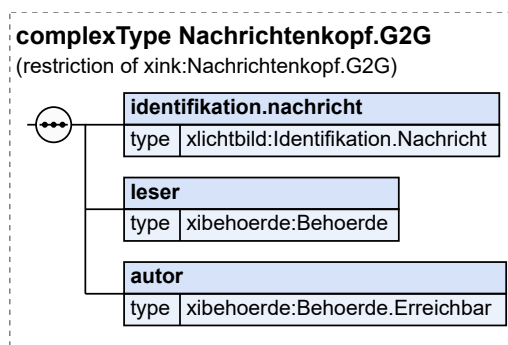 complexType Nachrichtenkopf.G2G
(restriction of xink:Nachrichtenkopf.G2G)
identifikation.nachricht
type xlichtbild:Identifikation.Nachricht
leser
type xibehoerde:Behoerde
autor
type xibehoerde:Behoerde.Erreichbar